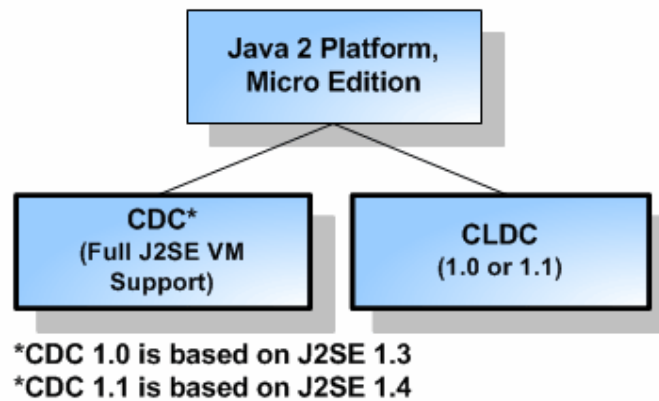 Java 2 Platform,
Micro Edition
CDC*
(Full J2SE VM
Support)
CLDC
(1.0 or 1.1)
*CDC 1.0 is based on J2SE 1.3
*CDC 1.1 is based on J2SE 1.4